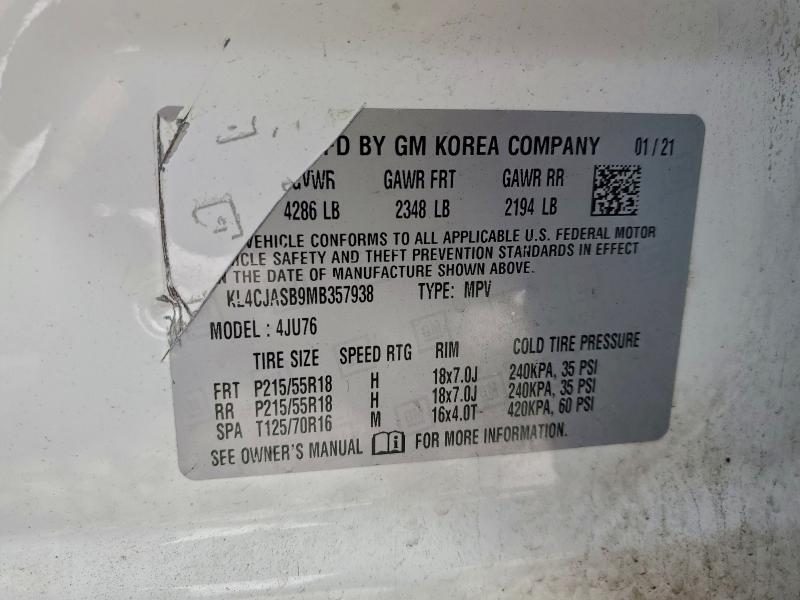 FD BY GM KOREA COMPANY 01/21
GVWR GAWR FRT GAWR RR
4286 LB 2348 LB 2194 LB
VEHICLE CONFORMS TO ALL APPLICABLE U.S. FEDERAL MOTOR
HICLE SAFETY AND THEFT PREVENTION STANDARDS IN EFFECT
N THE DATE OF MANUFACTURE SHOWN ABOVE.
KL4CJASB9MB357938 TYPE: MPV
MODEL : 4JU76
TIRE SIZE SPEED RTG RIM COLD TIRE PRESSURE
FRT P215/55R18 H 18x7.0J 240KPA, 35 PSI
RR P215/55R18 H 18x7.0J 240KPA, 35 PSI
SPA T125/70R16 M 16x4.0T 420KPA, 60 PSI
SEE OWNER'S MANUAL FOR MORE INFORMATION.